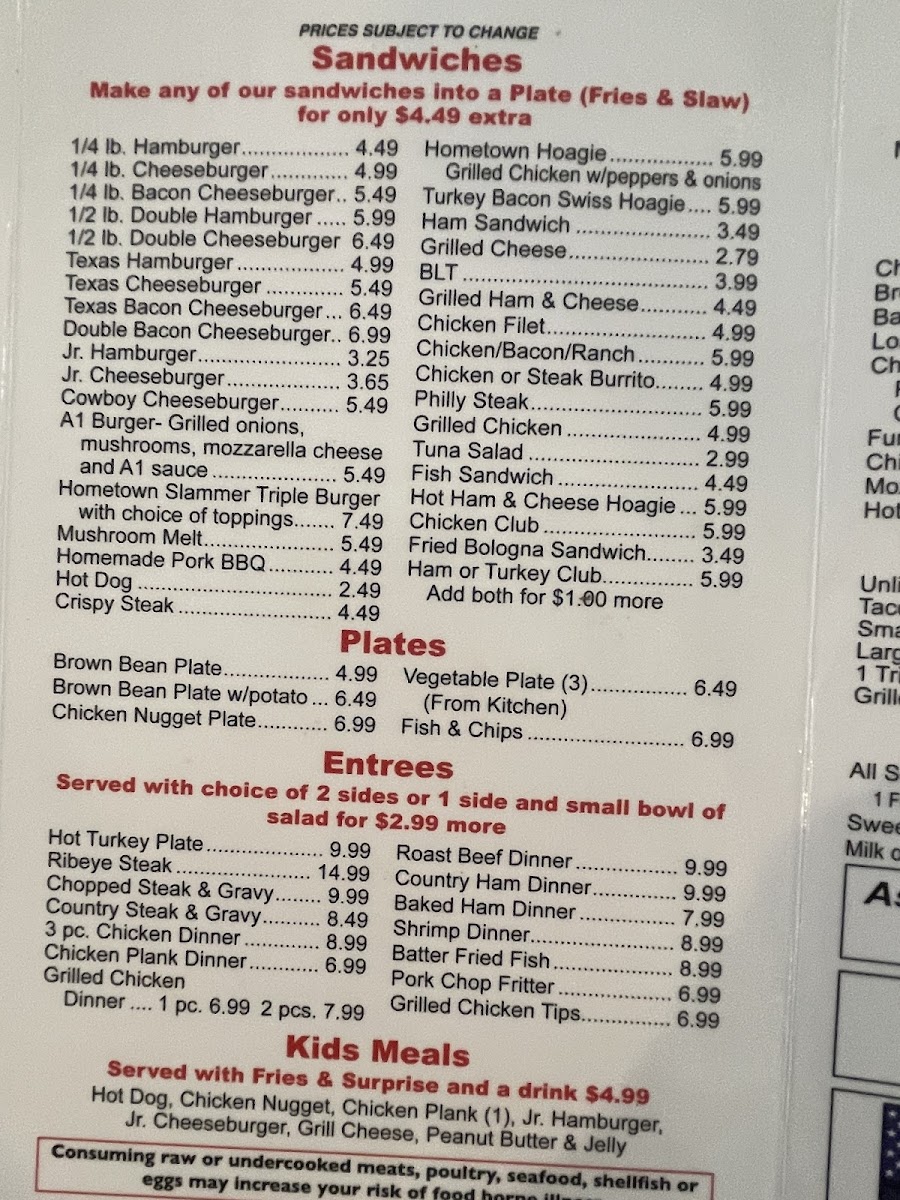 PRICES SUBJECT TO CHANGE
Sandwiches
Make any of our sandwiches into a Plate (Fries & Slaw)
for only $4.49 extra
1/4 lb. Hamburger.................. 4.49
1/4 lb. Cheeseburger............. 4.99
1/4 lb. Bacon Cheeseburger.. 5.49
1/2 lb. Double Hamburger ..... 5.99
1/2 lb. Double Cheeseburger 6.49
Texas Hamburger .................. 4.99
Texas Cheeseburger ............. 5.49
Texas Bacon Cheeseburger... 6.49
Double Bacon Cheeseburger.. 6.99
Jr. Hamburger........................ 3.25
Jr. Cheeseburger................... 3.65
Cowboy Cheeseburger.......... 5.49
A1 Burger- Grilled onions,
mushrooms, mozzarella cheese
and A1 sauce ..................... 5.49
Hometown Slammer Triple Burger
with choice of toppings....... 7.49
Mushroom Melt...................... 5.49
Homemade Pork BBQ........... 4.49
Hot Dog ................................. 2.49
Crispy Steak .......................... 4.49
Hometown Hoagie................. 5.99
Grilled Chicken w/peppers & onions
Turkey Bacon Swiss Hoagie.... 5.99
Ham Sandwich ...................... 3.49
Grilled Cheese....................... 2.79
BLT ........................................ 3.99
Grilled Ham & Cheese........... 4.49
Chicken Filet.......................... 4.99
Chicken/Bacon/Ranch........... 5.99
Chicken or Steak Burrito........ 4.99
Philly Steak............................ 5.99
Grilled Chicken ...................... 4.99
Tuna Salad ............................ 2.99
Fish Sandwich ....................... 4.49
Hot Ham & Cheese Hoagie ... 5.99
Chicken Club ......................... 5.99
Fried Bologna Sandwich........ 3.49
Ham or Turkey Club............... 5.99
Add both for $1.00 more
Plates
Brown Bean Plate.................. 4.99
Brown Bean Plate w/potato ... 6.49
Chicken Nugget Plate............ 6.99
Vegetable Plate (3)................ 6.49
(From Kitchen)
Fish & Chips .......................... 6.99
Entrees
Served with choice of 2 sides or 1 side and small bowl of
salad for $2.99 more
Hot Turkey Plate .................... 9.99
Ribeye Steak ....................... 14.99
Chopped Steak & Gravy........ 9.99
Country Steak & Gravy.......... 8.49
3 pc. Chicken Dinner ............. 8.99
Chicken Plank Dinner............ 6.99
Grilled Chicken
Dinner .... 1 pc. 6.99 2 pcs. 7.99
Roast Beef Dinner ................. 9.99
Country Ham Dinner.............. 9.99
Baked Ham Dinner ................ 7.99
Shrimp Dinner........................ 8.99
Batter Fried Fish .................... 8.99
Pork Chop Fritter ................... 6.99
Grilled Chicken Tips............... 6.99
Kids Meals
Served with Fries & Surprise and a drink $4.99
Hot Dog, Chicken Nugget, Chicken Plank (1), Jr. Hamburger,
Jr. Cheeseburger, Grill Cheese, Peanut Butter & Jelly
Consuming raw or undercooked meats, poultry, seafood, shellfish or
eggs may increase your risk of food borne
All S
1 F
Milk